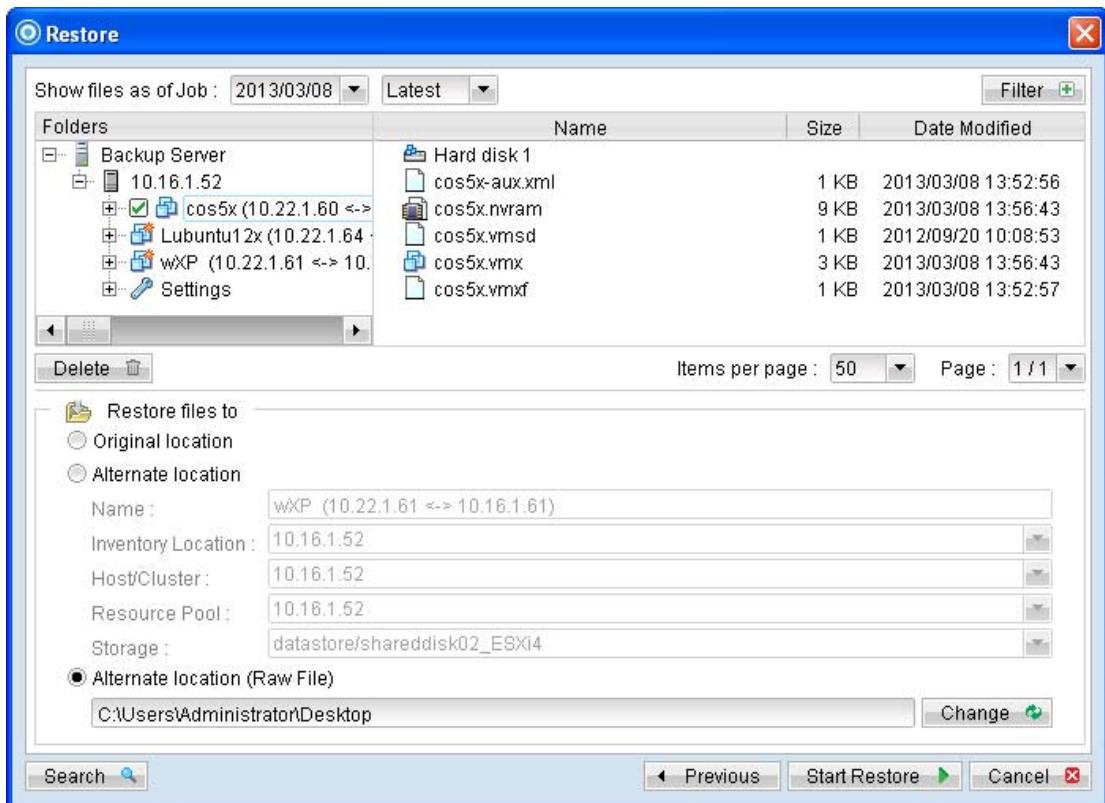 Restore
Show files as of Job : 2013/03/08 Latest Filter
Folders Name Size Date Modified
Backup Server Hard disk 1
10.16.1.52 cos5x-aux.xml 1 KB 2013/03/08 13:52:56
cos5x (10.22.1.60 <-> cos5x.nvram 9 KB 2013/03/08 13:56:43
Lubuntu12x (10.22.1.64 cos5x.vmsd 1 KB 2012/09/20 10:08:53
wXP (10.22.1.61 <-> 10. cos5x.vmx 3 KB 2013/03/08 13:56:43
Settings cos5x.vmxf 1 KB 2013/03/08 13:52:57
Delete Items per page : 50 Page : 1 / 1
Restore files to
Original location
Alternate location
Name : wXP (10.22.1.61 <-> 10.16.1.61)
Inventory Location : 10.16.1.52
Host/Cluster : 10.16.1.52
Resource Pool : 10.16.1.52
Storage : datastore/shareddisk02_ESXi4
Alternate location (Raw File)
C:\Users\Administrator\Desktop Change
Search Previous Start Restore Cancel